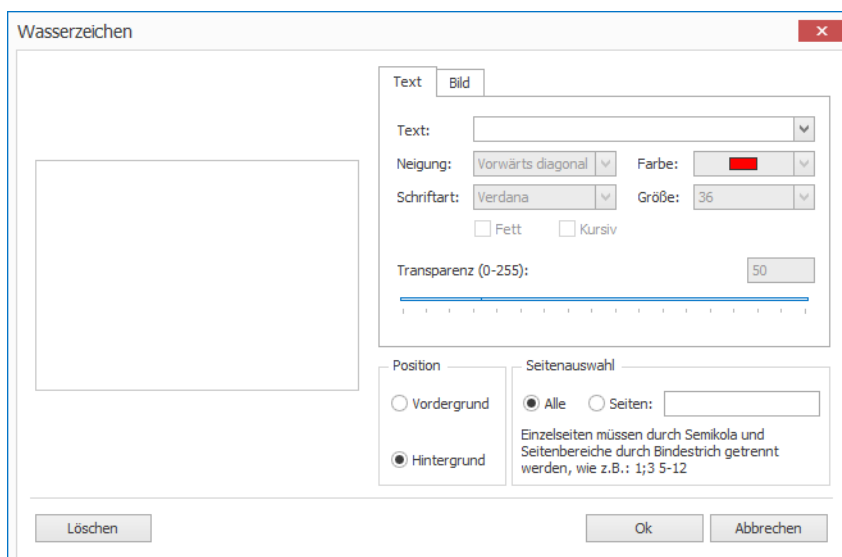 Wasserzeichen
Text Bild
Text:
Neigung: Vorwärts diagonal Farbe:
Schriftart: Verdana Größe: 36
Fett Kursiv
Transparenz (0-255): 50
Position
Vordergrund
Hintergrund
Seitenauswahl
Alle Seiten:
Einzelseiten müssen durch Semikola und
Seitenbereiche durch Bindestrich getrennt
werden, wie z.B.: 1;3 5-12
Löschen Ok Abbrechen